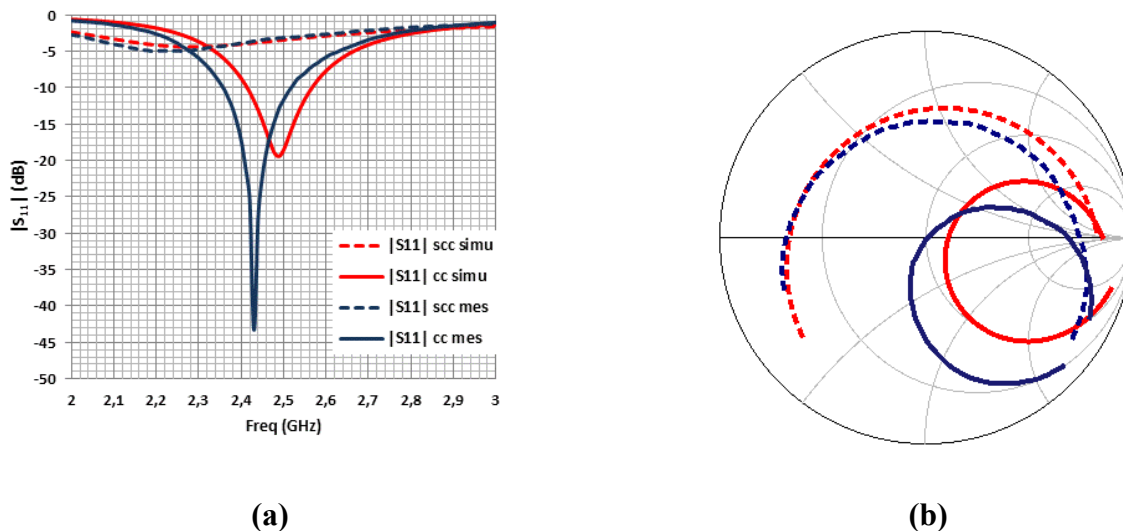 0
-5
-10
-15
-20
-25
-30
-35
-40
-45
-50
|S11| (dB)
|S11| scc simu
|S11| cc simu
|S11| scc mes
|S11| cc mes
2 2,1 2,2 2,3 2,4 2,5 2,6 2,7 2,8 2,9 3
Freq (GHz)
(a) (b)